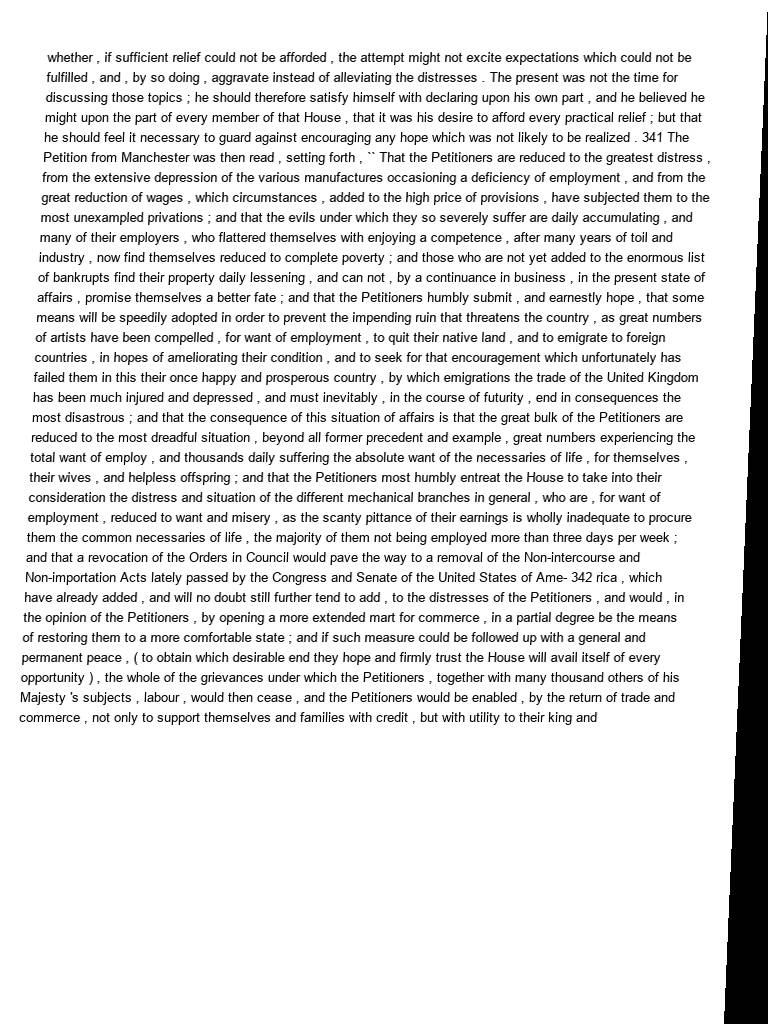 whether , if sufficient relief could not be afforded , the attempt might not excite expectations which could not be
fulfilled , and , by so doing , aggravate instead of alleviating the distresses . The present was not the time for
discussing those topics ; he should therefore satisfy himself with declaring upon his own part , and he believed he
might upon the part of every member of that House , that it was his desire to afford every practical relief ; but that
he should feel it necessary to guard against encouraging any hope which was not likely to be realized . 341 The
Petition from Manchester was then read , setting forth , `` That the Petitioners are reduced to the greatest distress ,
from the extensive depression of the various manufactures occasioning a deficiency of employment , and from the
great reduction of wages , which circumstances , added to the high price of provisions , have subjected them to the
most unexampled privations ; and that the evils under which they so severely suffer are daily accumulating , and
many of their employers , who flattered themselves with enjoying a competence , after many years of toil and
industry , now find themselves reduced to complete poverty ; and those who are not yet added to the enormous list
of bankrupts find their property daily lessening , and can not , by a continuance in business , in the present state of
affairs , promise themselves a better fate ; and that the Petitioners humbly submit , and earnestly hope , that some
means will be speedily adopted in order to prevent the impending ruin that threatens the country , as great numbers
of artists have been compelled , for want of employment , to quit their native land , and to emigrate to foreign
countries , in hopes of ameliorating their condition , and to seek for that encouragement which unfortunately has
failed them in this their once happy and prosperous country , by which emigrations the trade of the United Kingdom
has been much injured and depressed , and must inevitably , in the course of futurity , end in consequences the
most disastrous ; and that the consequence of this situation of affairs is that the great bulk of the Petitioners are
reduced to the most dreadful situation , beyond all former precedent and example , great numbers experiencing the
total want of employ , and thousands daily suffering the absolute want of the necessaries of life , for themselves ,
their wives , and helpless offspring ; and that the Petitioners most humbly entreat the House to take into their
consideration the distress and situation of the different mechanical branches in general , who are , for want of
employment , reduced to want and misery , as the scanty pittance of their earnings is wholly inadequate to procure
them the common necessaries of life , the majority of them not being employed more than three days per week ;
and that a revocation of the Orders in Council would pave the way to a removal of the Non-intercourse and
Non-importation Acts lately passed by the Congress and Senate of the United States of Ame- 342 rica , which
have already added , and will no doubt still further tend to add , to the distresses of the Petitioners , and would , in
the opinion of the Petitioners , by opening a more extended mart for commerce , in a partial degree be the means
of restoring them to a more comfortable state ; and if such measure could be followed up with a general and
permanent peace , ( to obtain which desirable end they hope and firmly trust the House will avail itself of every
opportunity ) , the whole of the grievances under which the Petitioners , together with many thousand others of his
Majesty 's subjects , labour , would then cease , and the Petitioners would be enabled , by the return of trade and
commerce , not only to support themselves and families with credit , but with utility to their king and